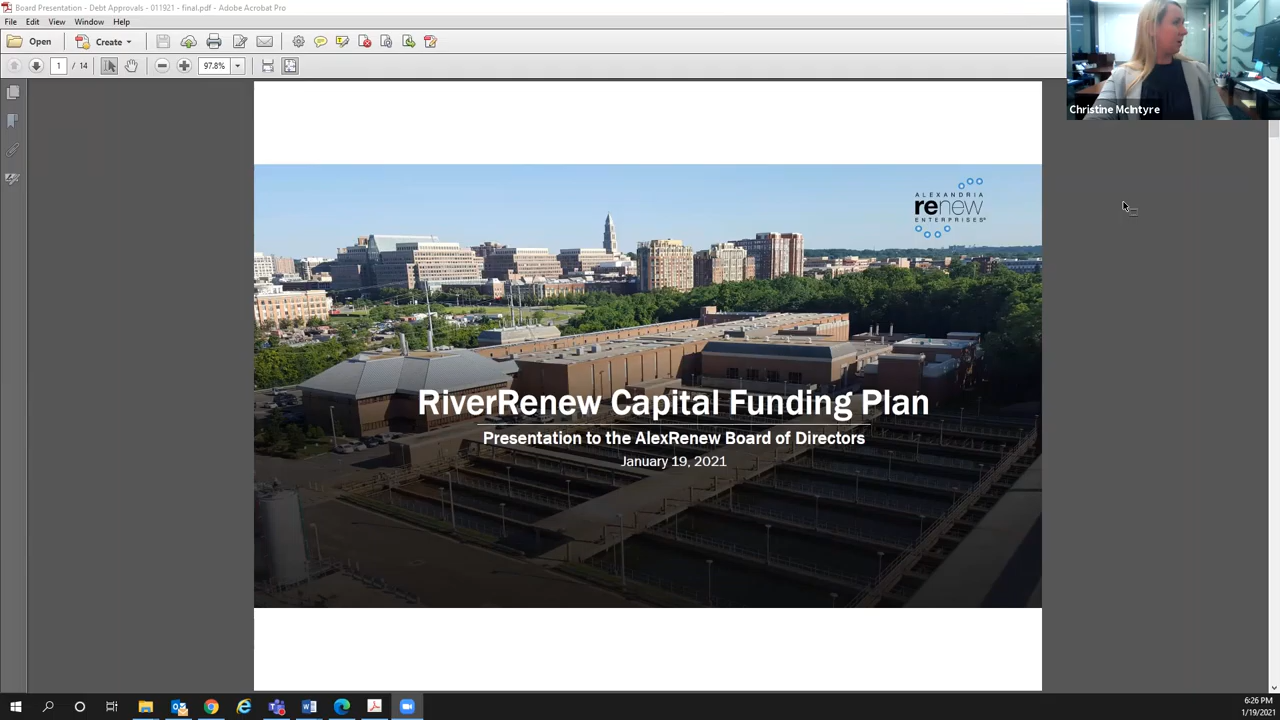 Board Presentation - Debt Approvals - 011921 - final.pdf - Adobe Acrobat Pro
File Edit View Window Help
Open Create
1 / 14 97.8%
Christine McIntyre
ALEXANDRIA
renew
ENTERPRISES®
RiverRenew Capital Funding Plan
Presentation to the AlexRenew Board of Directors
January 19, 2021
6:26 PM
1/19/2021